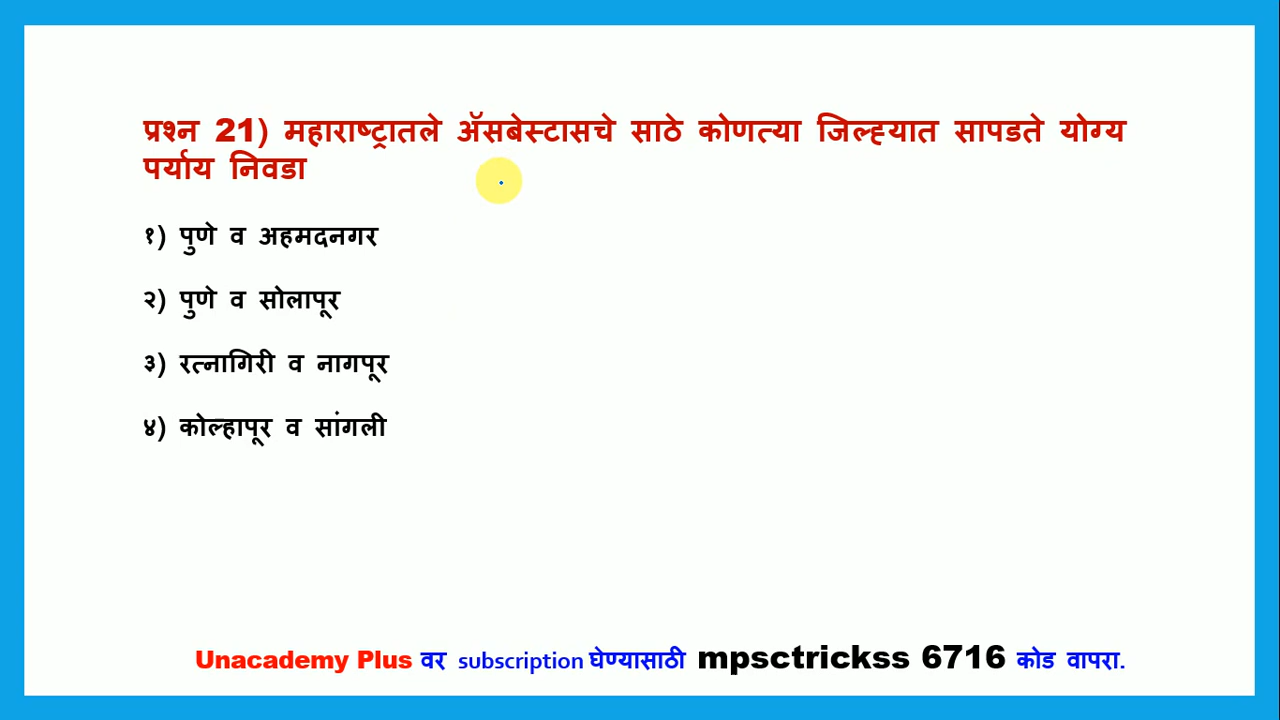 प्रश्न 21) महाराष्ट्रातले ॲसबेस्टासचे साठे कोणत्या जिल्ह्यात सापडते योग्य
पर्याय निवडा
१) पुणे व अहमदनगर
२) पुणे व सोलापूर
३) रत्नागिरी व नागपूर
४) कोल्हापूर व सांगली
Unacademy Plus वर subscription घेण्यासाठी mpsctrickss 6716 कोड वापरा.